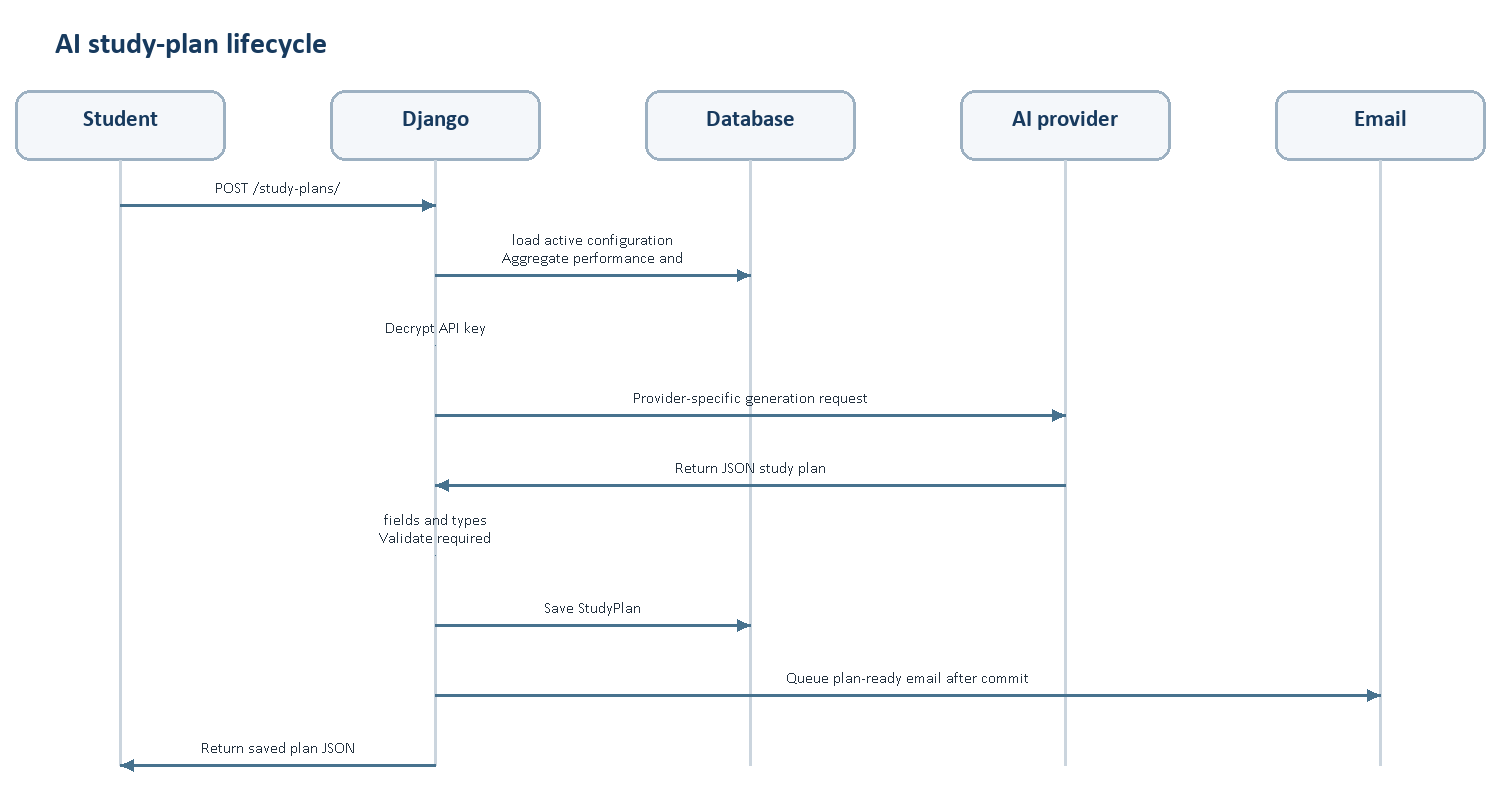 AI study-plan lifecycle
Student
Django
Database
AI provider
Email
POST /study-plans/
load active configuration
Aggregate performance and
Decrypt API key
Provider-specific generation request
Return JSON study plan
fields and types
Validate required
Save StudyPlan
Queue plan-ready email after commit
Return saved plan JSON